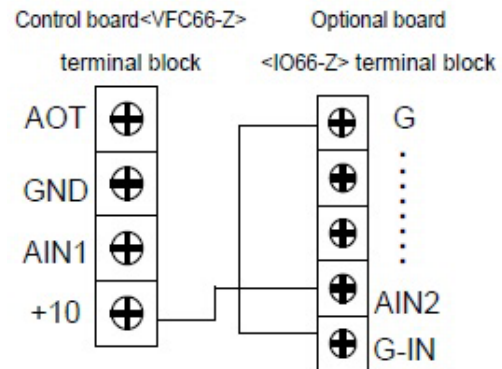 Control board<VFC66-Z>
terminal block
AOT
GND
AIN1
+10
Optional board
<IO66-Z> terminal block
G
AIN2
G-IN